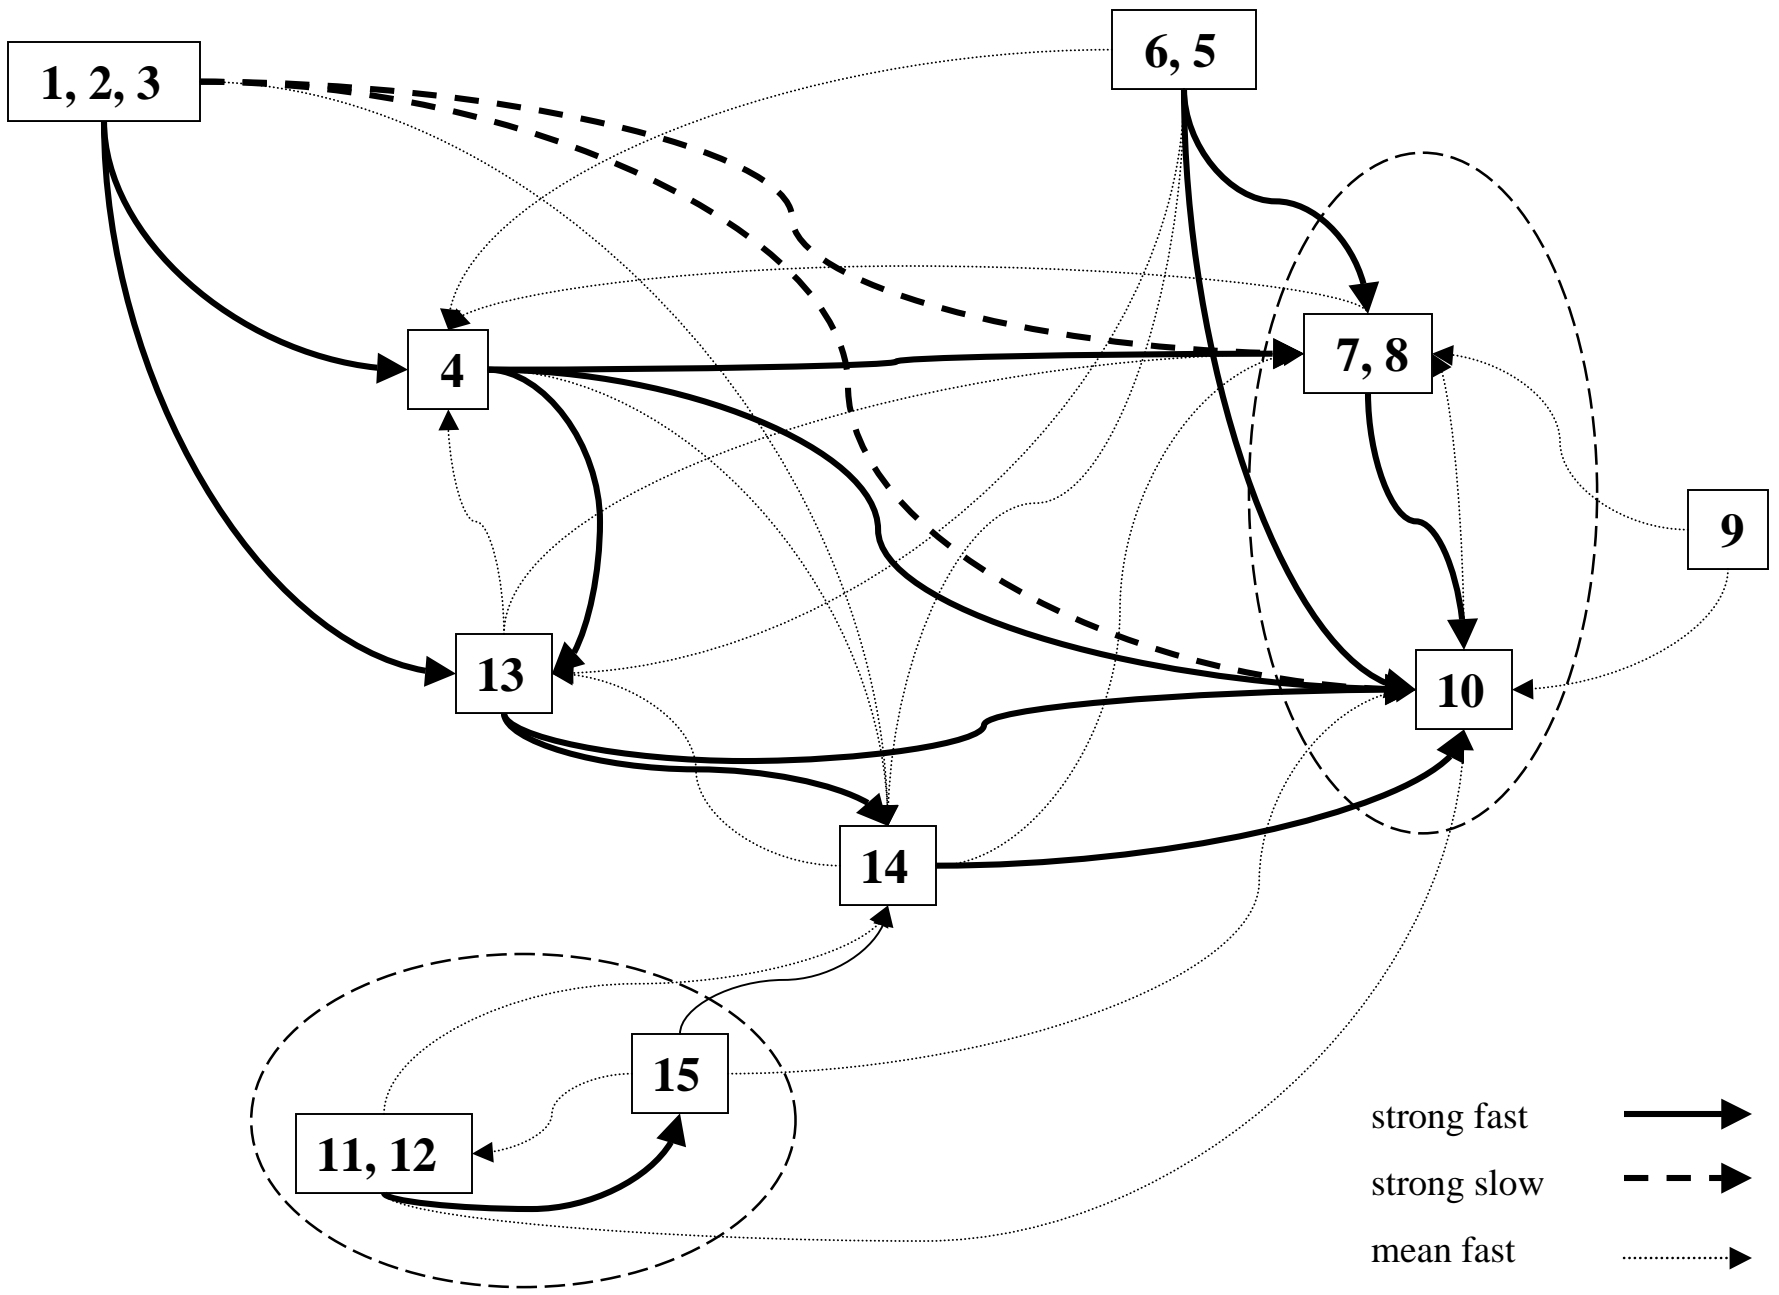 6, 5
1, 2, 3
7, 8
4
9
13
10
14
15
11, 12
strong fast
strong slow
mean fast